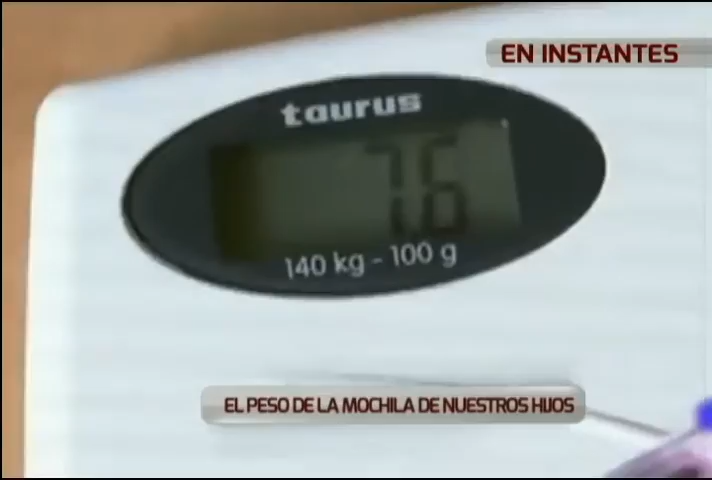 EN INSTANTES
taurus
7.6
140 kg - 100 g
EL PESO DE LA MOCHILA DE NUESTROS HIJOS